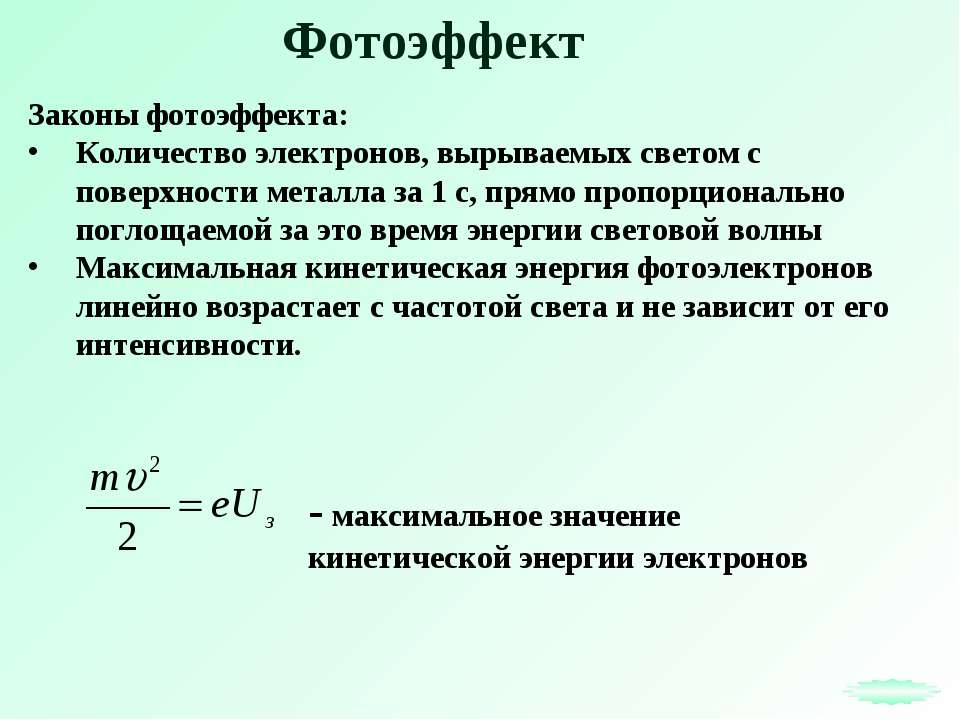 Фотоэффект
Законы фотоэффекта:
• Количество электронов, вырываемых светом с
поверхности металла за 1 с, прямо пропорционально
поглощаемой за это время энергии световой волны
• Максимальная кинетическая энергия фотоэлектронов
линейно возрастает с частотой света и не зависит от его
интенсивности.
mυ²/2 = eU_з
- максимальное значение
кинетической энергии электронов